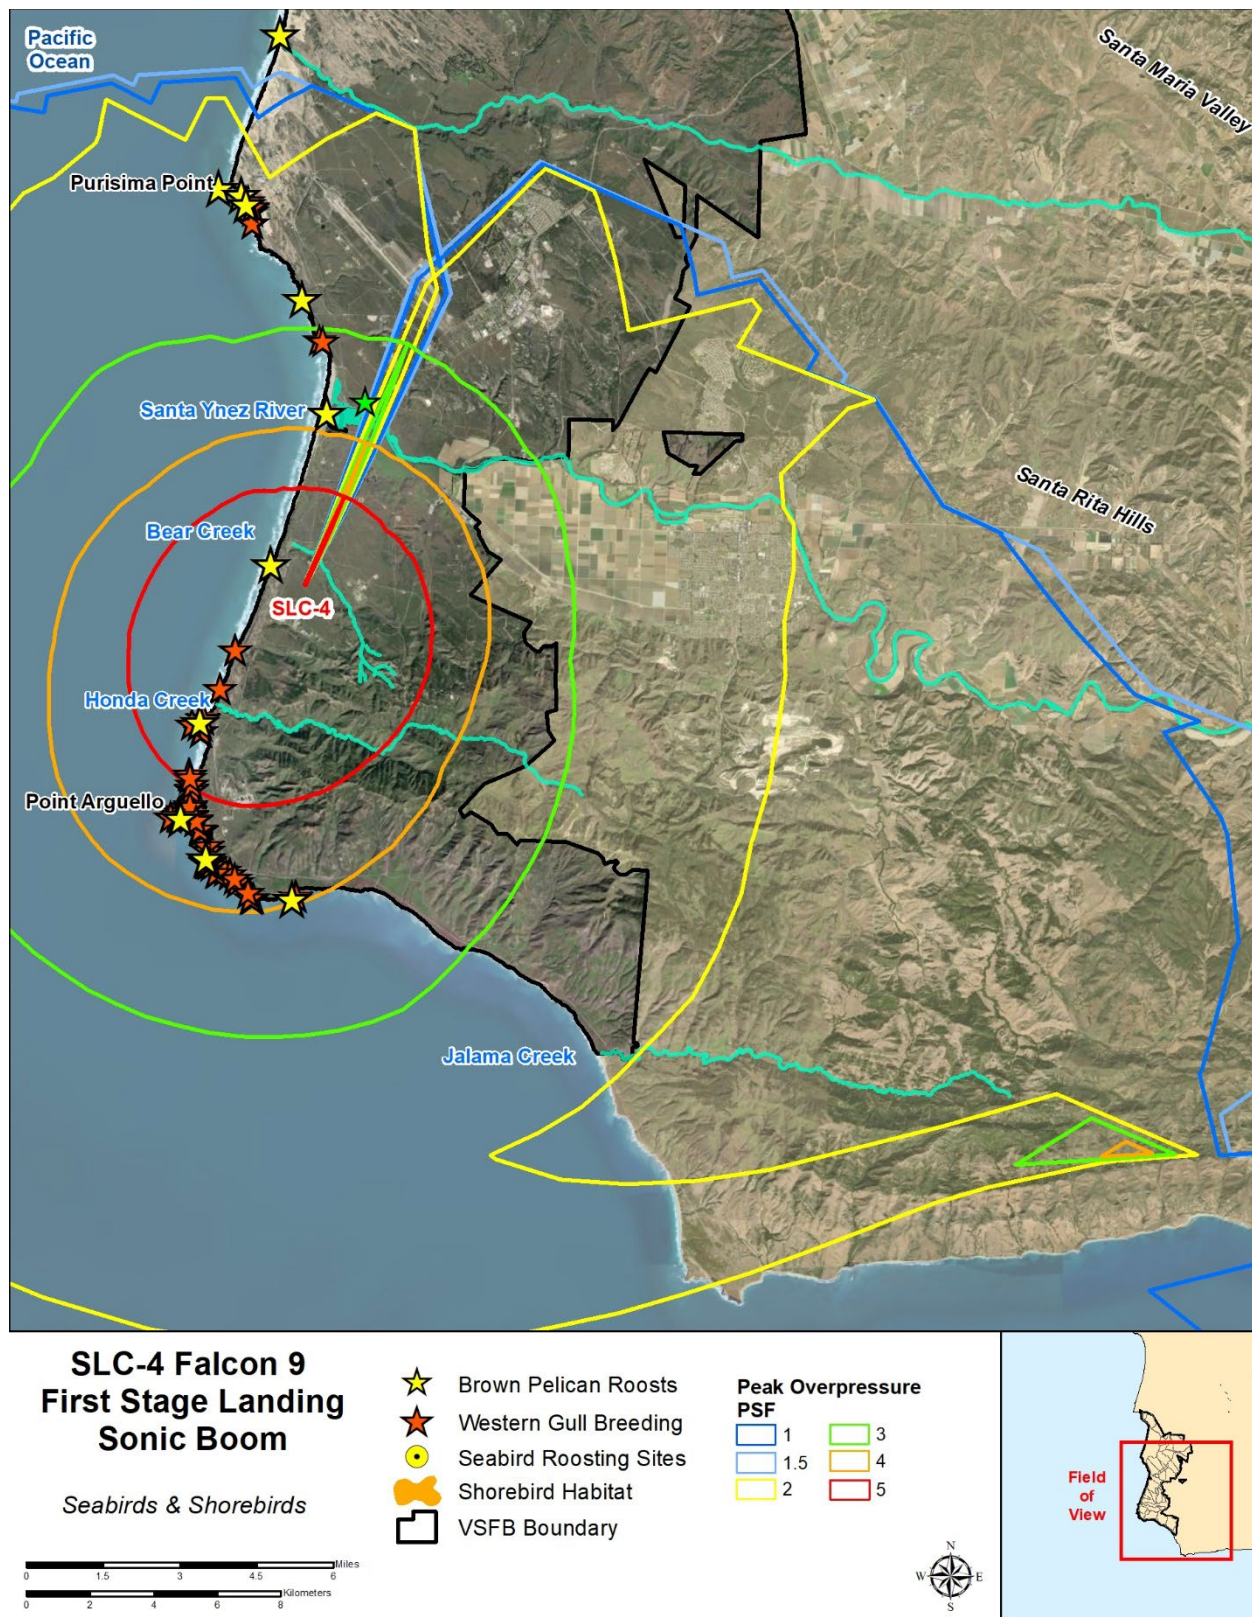 Pacific
Ocean
Santa Maria Valley
Purisima Point
Santa Ynez River
Santa Rita Hills
Bear Creek
SLC-4
Honda Creek
Point Arguello
Jalama Creek
SLC-4 Falcon 9
First Stage Landing
Sonic Boom
Seabirds & Shorebirds
0 1.5 3 4.5 6 Miles
0 2 4 6 8 Kilometers
Brown Pelican Roosts
Western Gull Breeding
Seabird Roosting Sites
Shorebird Habitat
VSFB Boundary
Peak Overpressure
PSF
1 3
1.5 4
2 5
N
W E
S
Field
of
View